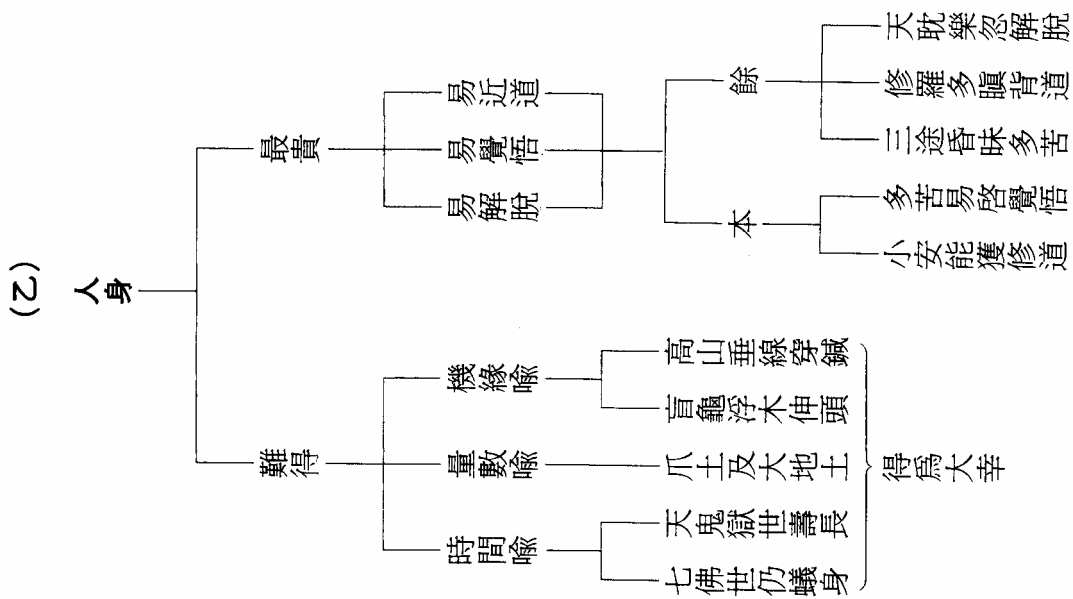 (乙)
人身
最貴
易近道
易覺悟
易解脫
餘
天耽樂忽解脫
修羅多瞋背道
三途昏昧多苦
本
多苦易啓覺悟
小安能獲修道
難得
機緣喻
高山垂線穿鍼
盲龜浮木伸頭
量數喻
爪土及大地土
時間喻
天鬼獄世壽長
七佛世仍蟻身
得爲大幸